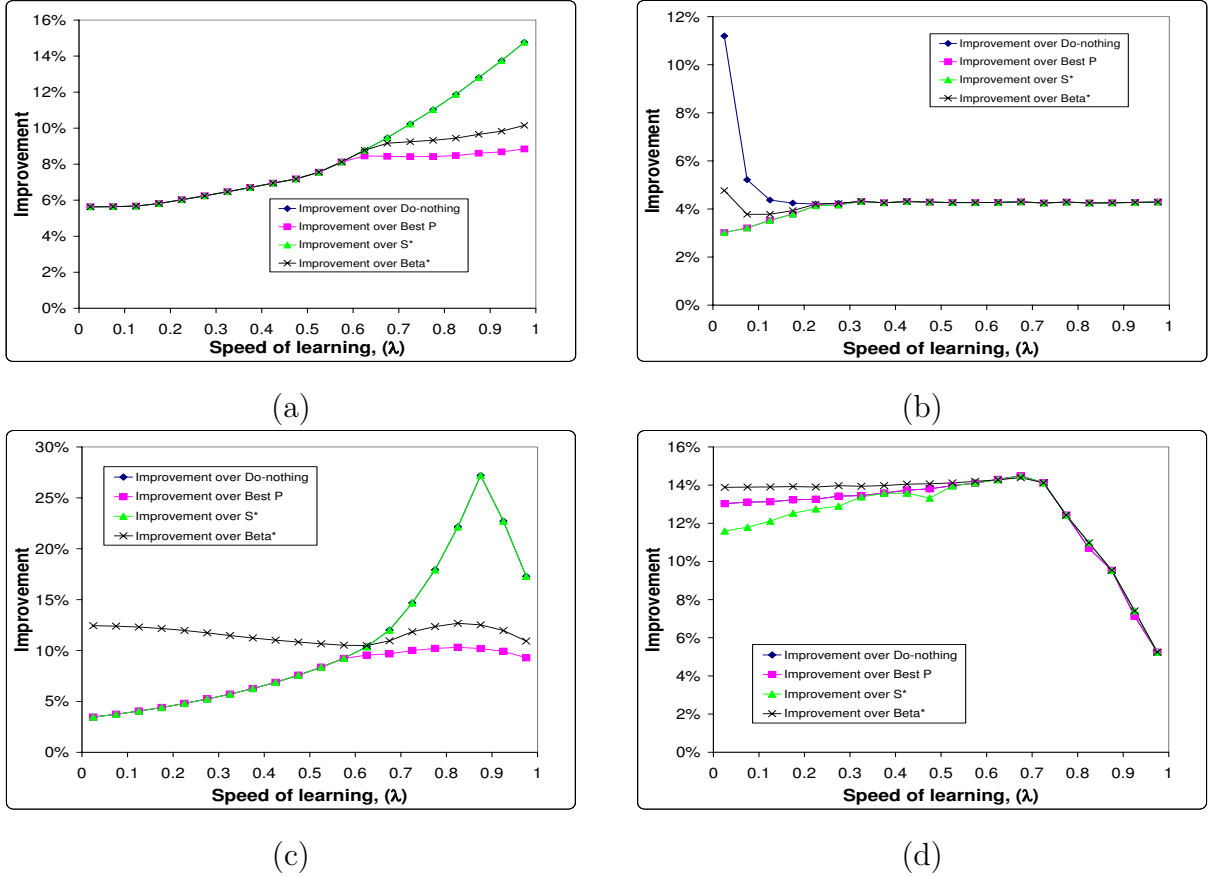 16%
14%
12%
10%
8%
6%
4%
2%
0%
Improvement
Improvement over Do-nothing
Improvement over Best P
Improvement over S*
Improvement over Beta*
0 0.1 0.2 0.3 0.4 0.5 0.6 0.7 0.8 0.9 1
Speed of learning, (λ)
(a)
12%
10%
8%
6%
4%
2%
0%
Improvement
Improvement over Do-nothing
Improvement over Best P
Improvement over S*
Improvement over Beta*
0 0.1 0.2 0.3 0.4 0.5 0.6 0.7 0.8 0.9 1
Speed of learning, (λ)
(b)
30%
25%
20%
15%
10%
5%
0%
Improvement
Improvement over Do-nothing
Improvement over Best P
Improvement over S*
Improvement over Beta*
0 0.1 0.2 0.3 0.4 0.5 0.6 0.7 0.8 0.9 1
Speed of learning, (λ)
(c)
16%
14%
12%
10%
8%
6%
4%
2%
0%
Improvement
Improvement over Do-nothing
Improvement over Best P
Improvement over S*
Improvement over Beta*
0 0.1 0.2 0.3 0.4 0.5 0.6 0.7 0.8 0.9 1
Speed of learning, (λ)
(d)